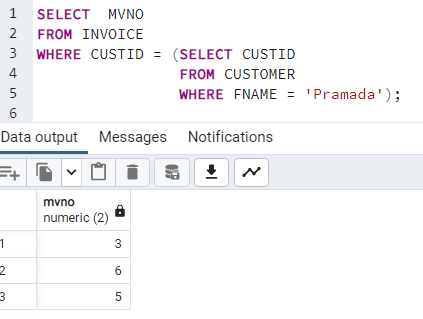 1 SELECT MVNO
2 FROM INVOICE
3 WHERE CUSTID = (SELECT CUSTID
4 FROM CUSTOMER
5 WHERE FNAME = 'Pramada');
6
Data output Messages Notifications
mvno
numeric (2)
1 3
2 6
3 5